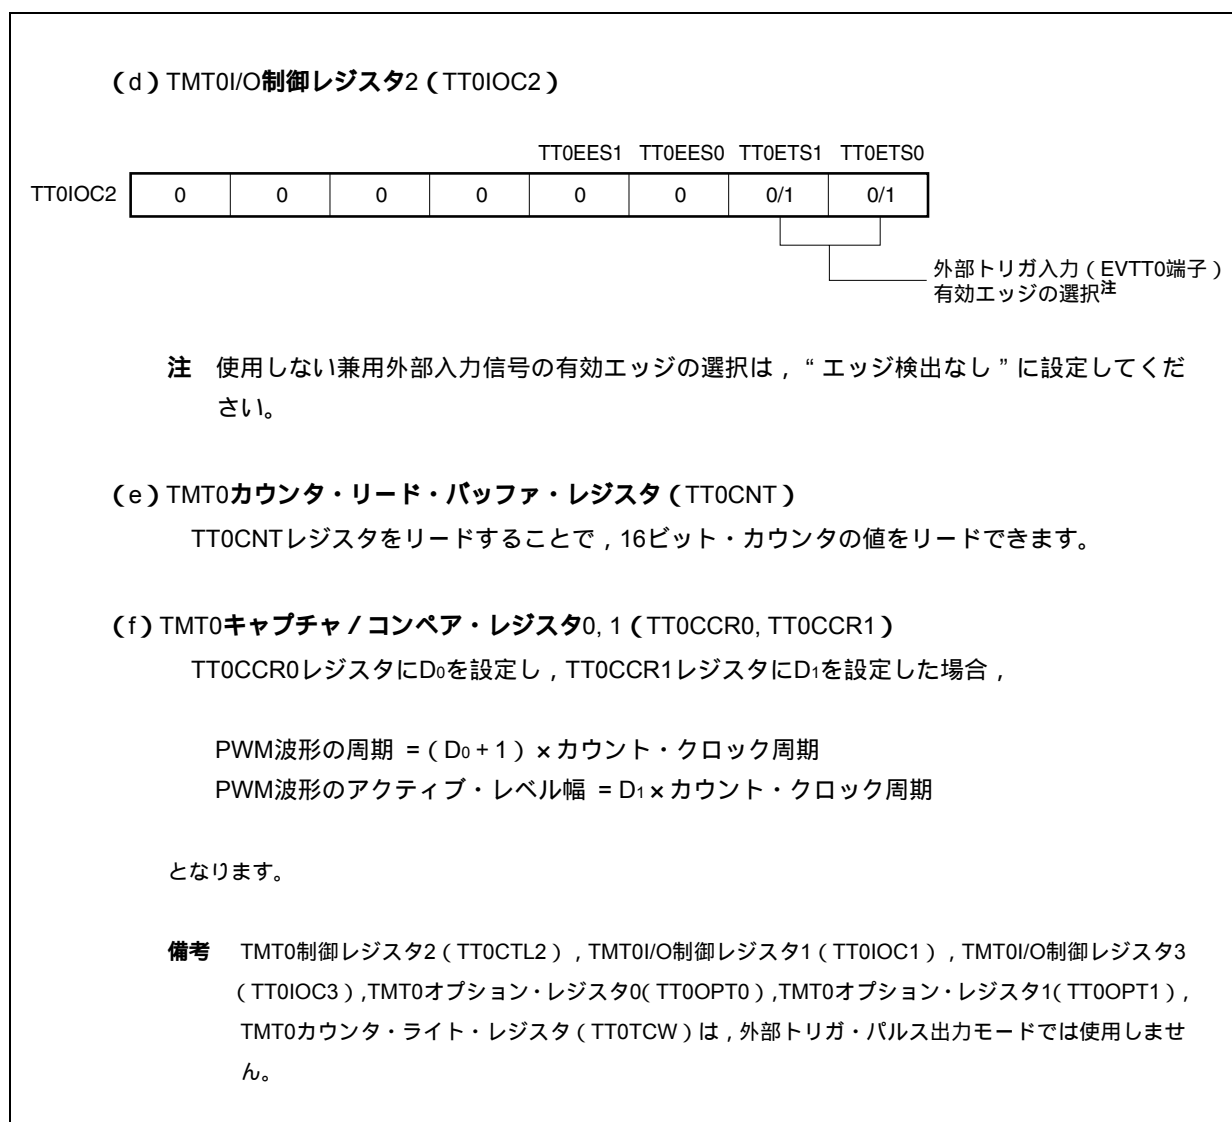 （d）TMT0I/O制御レジスタ2（TT0IOC2）
TT0EES1 TT0EES0 TT0ETS1 TT0ETS0
TT0IOC2 0 0 0 0 0 0 0/1 0/1
外部トリガ入力（EVTT0端子）
有効エッジの選択注
注 使用しない兼用外部入力信号の有効エッジの選択は，“エッジ検出なし”に設定してくだ
さい。
（e）TMT0カウンタ・リード・バッファ・レジスタ（TT0CNT）
TT0CNTレジスタをリードすることで，16ビット・カウンタの値をリードできます。
（f）TMT0キャプチャ／コンペア・レジスタ0, 1（TT0CCR0, TT0CCR1）
TT0CCR0レジスタにD0を設定し，TT0CCR1レジスタにD1を設定した場合，
PWM波形の周期 =（D0 + 1）× カウント・クロック周期
PWM波形のアクティブ・レベル幅 = D1 × カウント・クロック周期
となります。
備考 TMT0制御レジスタ2（TT0CTL2），TMT0I/O制御レジスタ1（TT0IOC1），TMT0I/O制御レジスタ3
（TT0IOC3）,TMT0オプション・レジスタ0（TT0OPT0）,TMT0オプション・レジスタ1（TT0OPT1），
TMT0カウンタ・ライト・レジスタ（TT0TCW）は，外部トリガ・パルス出力モードでは使用しませ
ん。